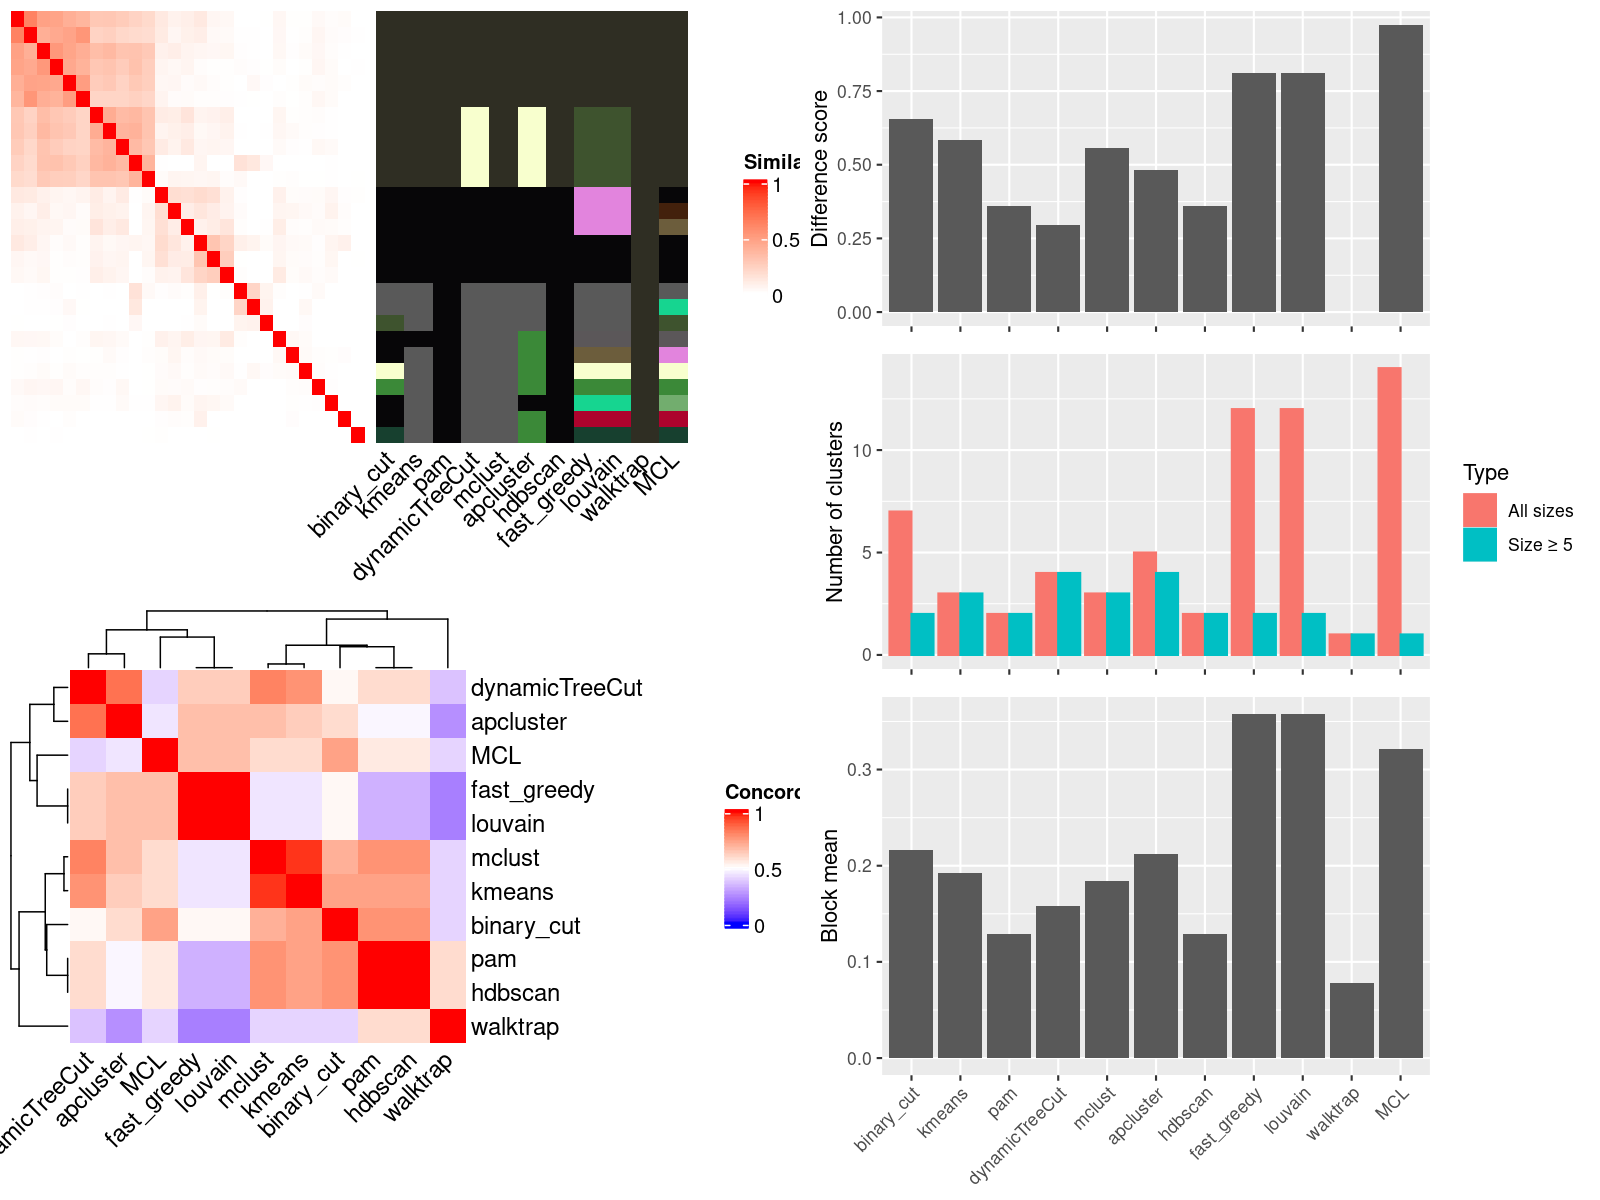 Simila
1
0.5
0
binary_cut
kmeans
pam
dynamicTreeCut
mclust
apcluster
hdbscan
fast_greedy
louvain
walktrap
MCL
dynamicTreeCut
apcluster
MCL
fast_greedy
louvain
mclust
kmeans
binary_cut
pam
hdbscan
walktrap
Concord
1
0.5
0
amicTreeCut
apcluster
MCL
fast_greedy
louvain
mclust
kmeans
binary_cut
pam
hdbscan
walktrap
Difference score
1.00
0.75
0.50
0.25
0.00
Number of clusters
10
5
0
Type
All sizes
Size ≥ 5
Block mean
0.3
0.2
0.1
0.0
binary_cut
kmeans
pam
dynamicTreeCut
mclust
apcluster
hdbscan
fast_greedy
louvain
walktrap
MCL